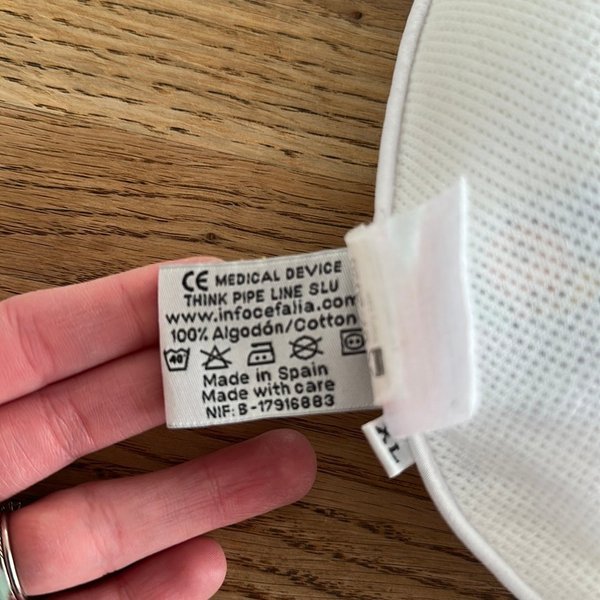 CE MEDICAL DEVICE
THINK PIPE LINE SLU
www.infocefalia.com
100% Algodón/Cotton
40
Made in Spain
Made with care
NIF: B-17916883
XL